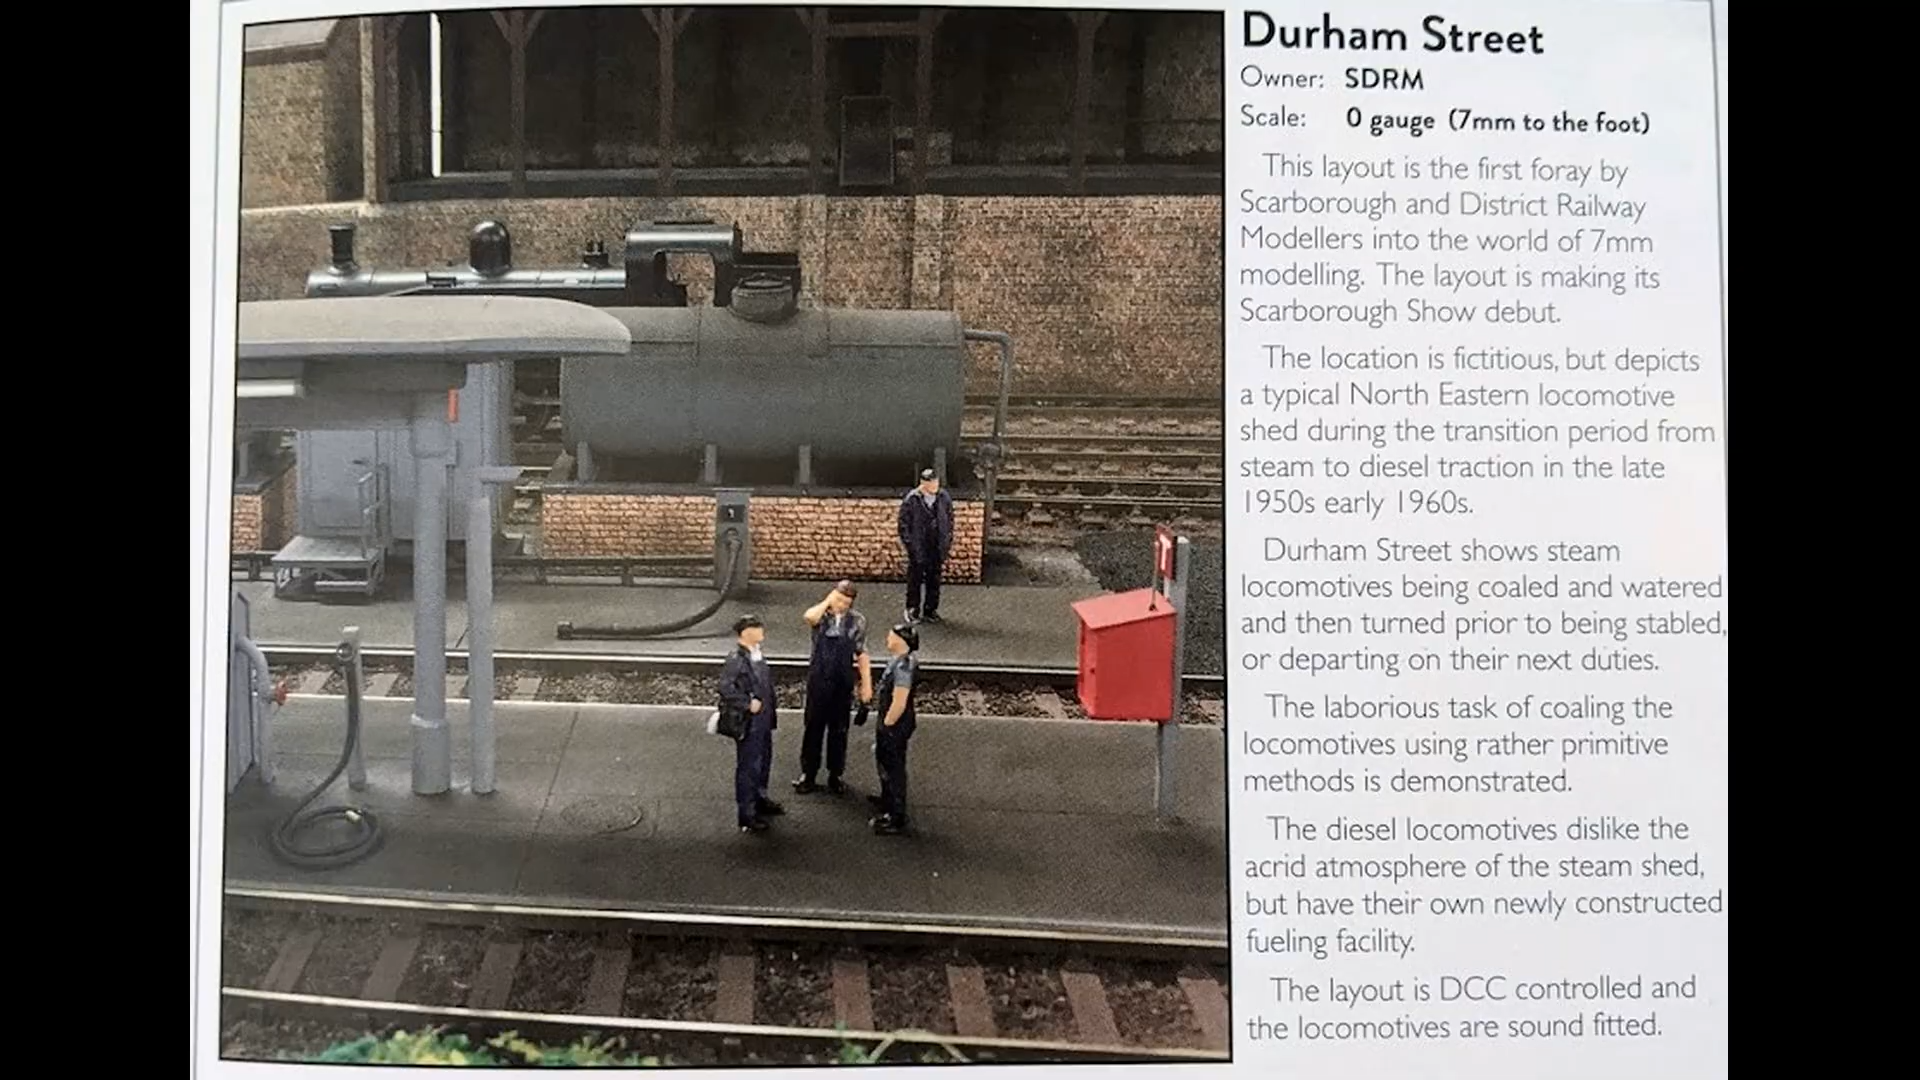 Durham Street
Owner: SDRM
Scale: 0 gauge (7mm to the foot)
This layout is the first foray by
Scarborough and District Railway
Modellers into the world of 7mm
modelling. The layout is making its
Scarborough Show debut.
The location is fictitious, but depicts
a typical North Eastern locomotive
shed during the transition period from
steam to diesel traction in the late
1950s early 1960s.
Durham Street shows steam
locomotives being coaled and watered
and then turned prior to being stabled,
or departing on their next duties.
The laborious task of coaling the
locomotives using rather primitive
methods is demonstrated.
The diesel locomotives dislike the
acrid atmosphere of the steam shed,
but have their own newly constructed
fueling facility.
The layout is DCC controlled and
the locomotives are sound fitted.
T
1